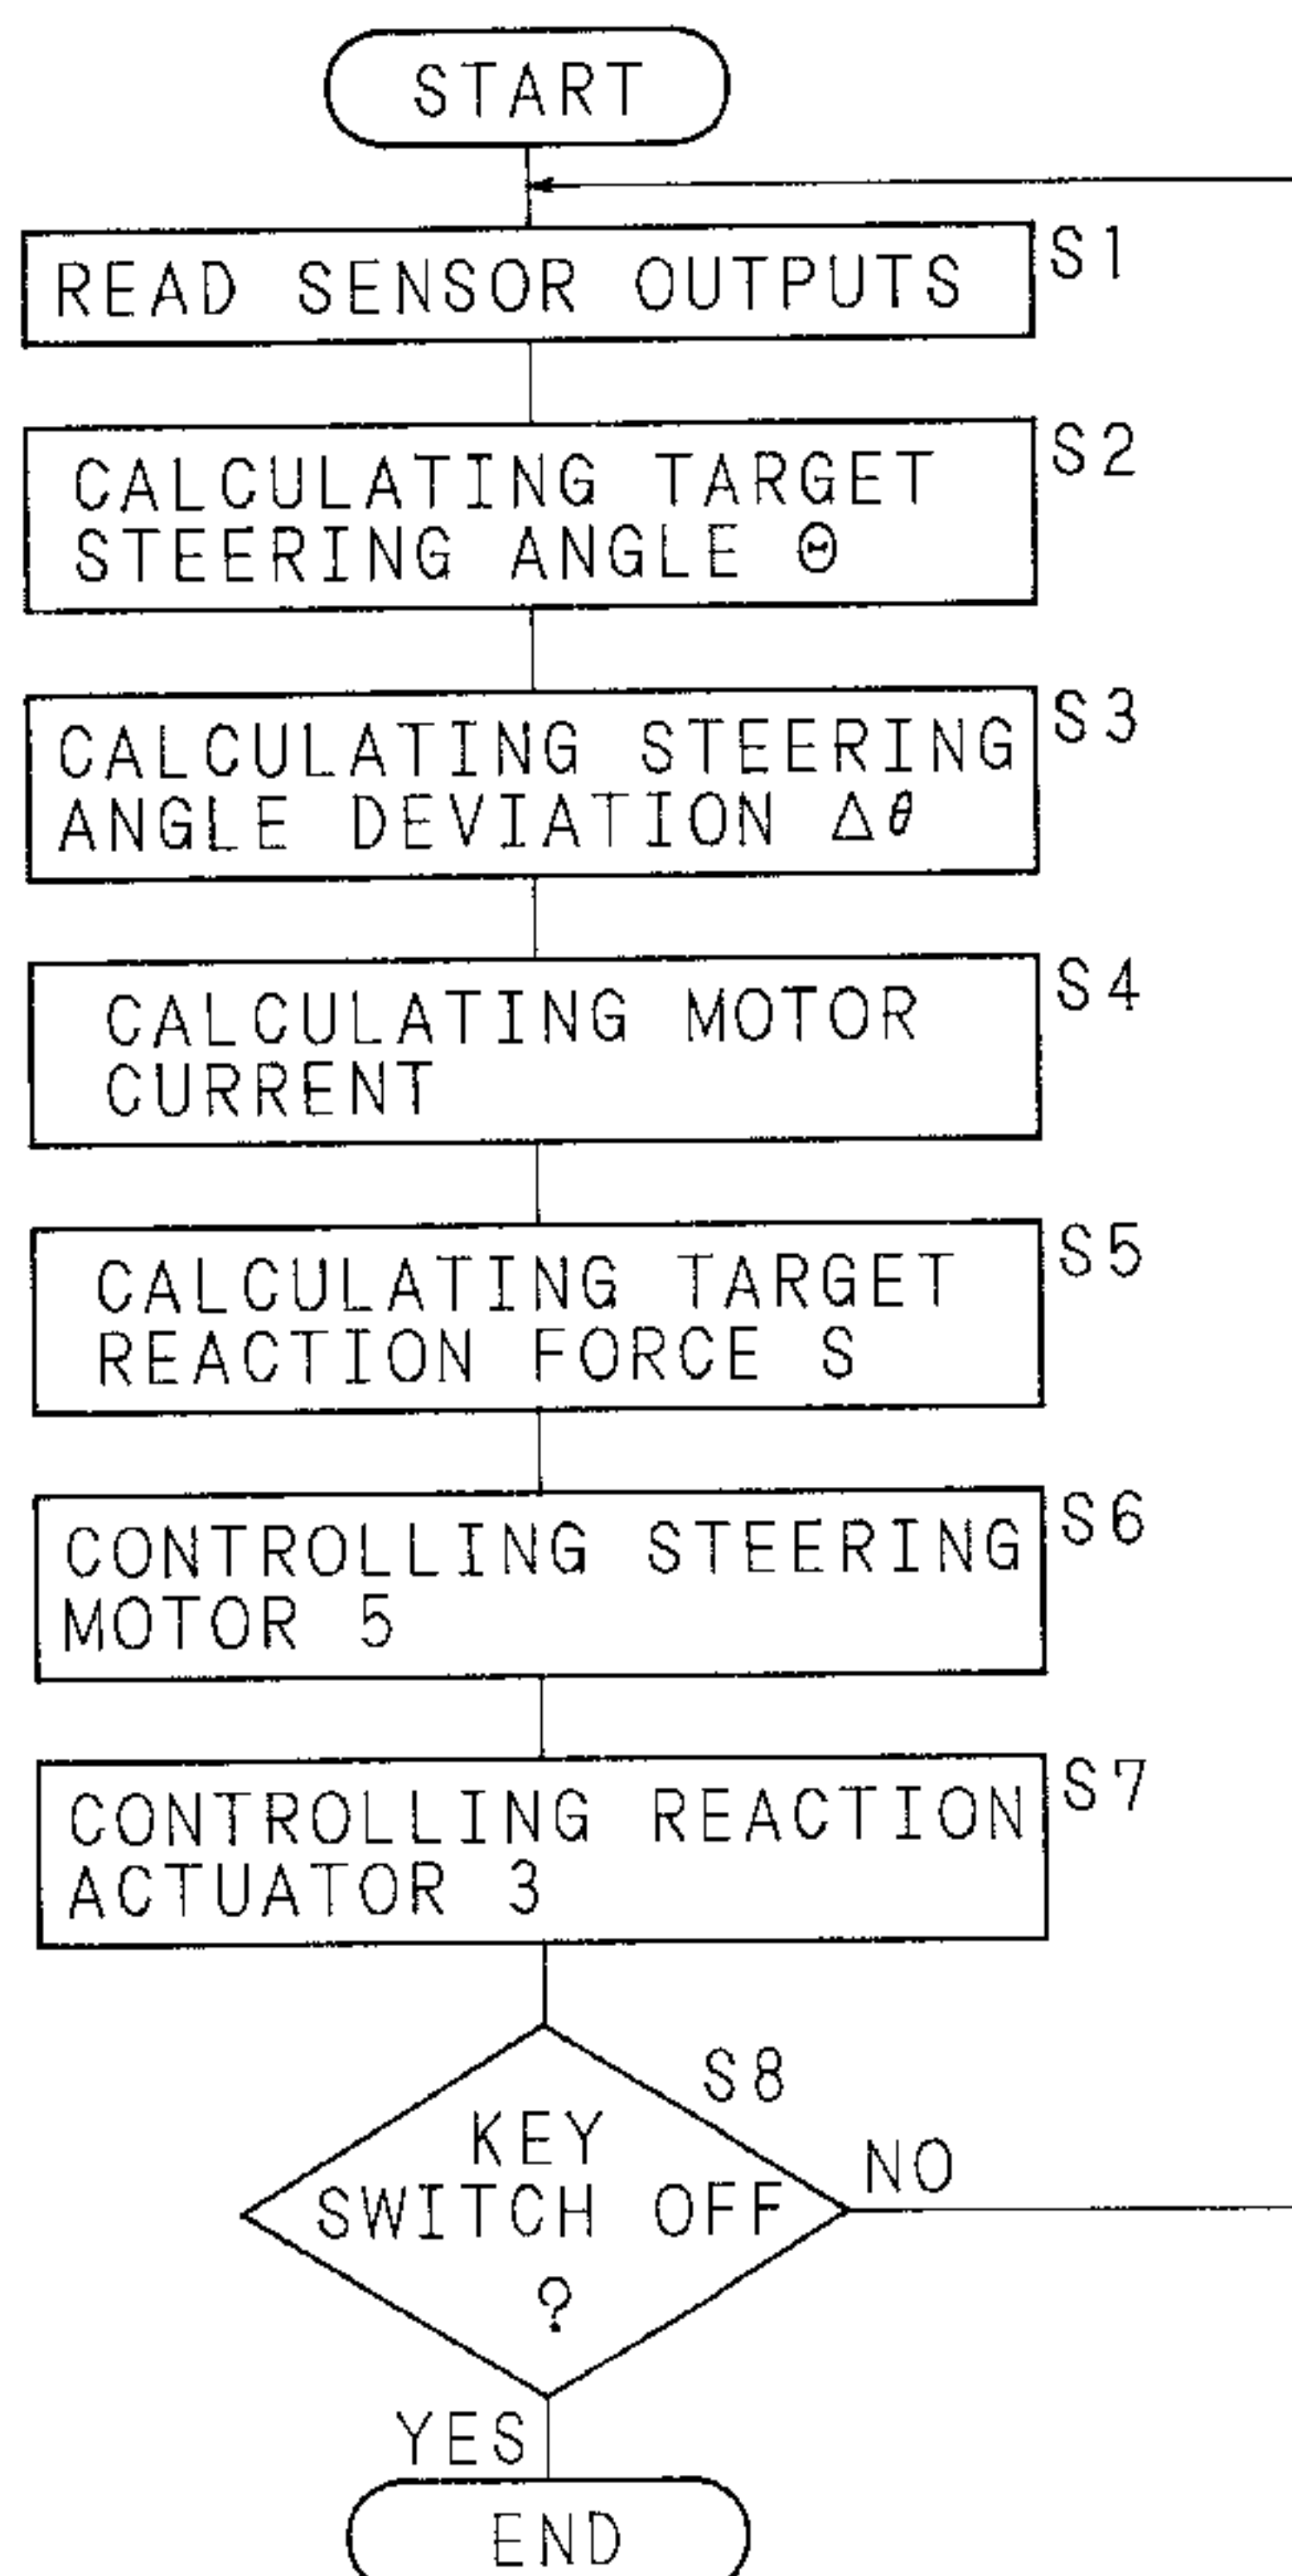 START
READ SENSOR OUTPUTS S1
CALCULATING TARGET S2
STEERING ANGLE Θ
CALCULATING STEERING S3
ANGLE DEVIATION Δθ
CALCULATING MOTOR S4
CURRENT
CALCULATING TARGET S5
REACTION FORCE S
CONTROLLING STEERING S6
MOTOR 5
CONTROLLING REACTION S7
ACTUATOR 3
S8
KEY
SWITCH OFF
?
NO
YES
END